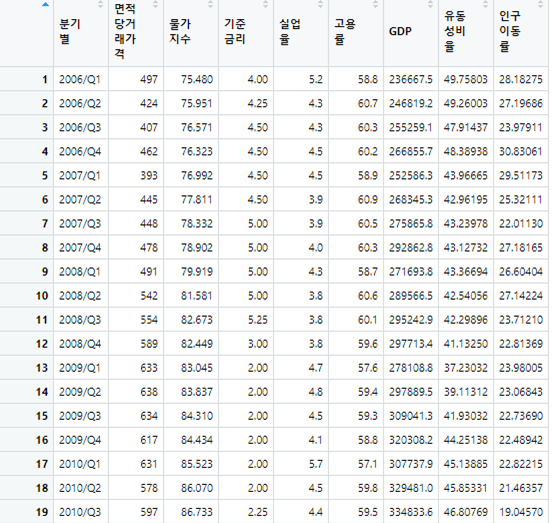 분기별 면적당거래가격 물가지수 기준금리 실업률 고용률 GDP 유동성비율 인구이동률
1 2006/Q1 497 75.480 4.00 5.2 58.8 236667.5 49.75803 28.18275
2 2006/Q2 424 75.951 4.25 4.3 60.7 246819.2 49.26003 27.19686
3 2006/Q3 407 76.571 4.50 4.3 60.3 255259.1 47.91437 23.97911
4 2006/Q4 462 76.323 4.50 4.5 60.2 266855.7 48.38938 30.83061
5 2007/Q1 393 76.992 4.50 4.5 58.9 252586.3 43.96665 29.51173
6 2007/Q2 445 77.811 4.50 3.9 60.9 268345.3 42.96195 25.32111
7 2007/Q3 448 78.332 5.00 3.9 60.5 275865.8 43.23978 22.01130
8 2007/Q4 478 78.902 5.00 4.0 60.3 292862.8 43.12732 27.18165
9 2008/Q1 491 79.919 5.00 4.3 58.7 271693.8 43.36694 26.60404
10 2008/Q2 542 81.581 5.00 3.8 60.6 289566.5 42.54056 27.14224
11 2008/Q3 554 82.673 5.25 3.8 60.1 295242.9 42.29896 23.71210
12 2008/Q4 589 82.449 3.00 3.8 59.6 297713.4 41.13250 22.81369
13 2009/Q1 633 83.045 2.00 4.7 57.6 278108.8 37.23032 23.98005
14 2009/Q2 638 83.837 2.00 4.8 59.4 297889.5 39.11312 23.06843
15 2009/Q3 634 84.310 2.00 4.5 59.3 309041.3 41.93032 22.73690
16 2009/Q4 617 84.434 2.00 4.1 58.8 320308.2 44.25138 22.48942
17 2010/Q1 631 85.523 2.00 5.7 57.1 307737.9 45.13885 22.82215
18 2010/Q2 578 86.070 2.00 4.5 59.8 329481.0 45.85331 21.46357
19 2010/Q3 597 86.733 2.25 4.4 59.5 334833.6 46.80769 19.04570